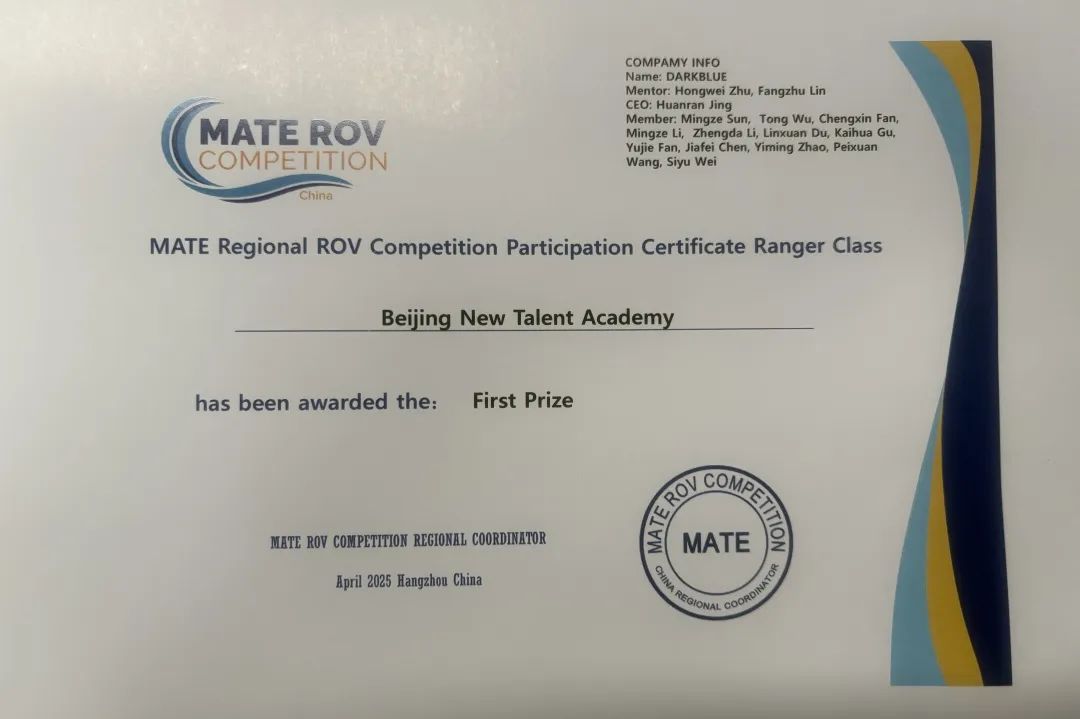 COMPAMY INFO
Name: DARKBLUE
Mentor: Hongwei Zhu, Fangzhu Lin
CEO: Huanran Jing
Member: Mingze Sun, Tong Wu, Chengxin Fan,
Mingze Li, Zhengda Li, Linxuan Du, Kaihua Gu,
Yujie Fan, Jiafei Chen, Yiming Zhao, Peixuan
Wang, Siyu Wei
MATE ROV
COMPETITION
China
MATE Regional ROV Competition Participation Certificate Ranger Class
Beijing New Talent Academy
has been awarded the: First Prize
MATE ROV COMPETITION REGIONAL COORDINATOR
April 2025 Hangzhou China
MATE ROV COMPETITION
MATE
CHINA REGIONAL COORDINATOR